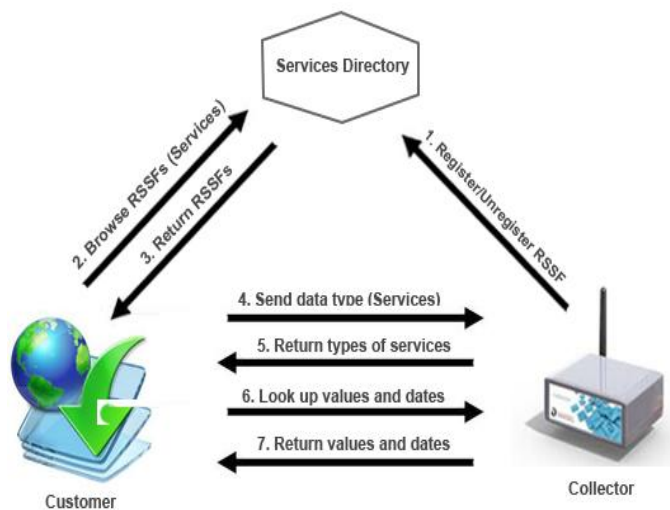 Services Directory
1. Register/Unregister RSSF
2. Browse RSSFs (Services)
3. Return RSSFs
4. Send data type (Services)
5. Return types of services
6. Look up values and dates
7. Return values and dates
Customer
Collector